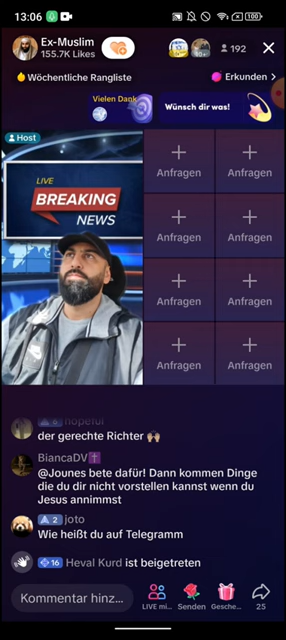 13:06
100
Ex-Muslim
155.7K Likes
192
Wöchentliche Rangliste
Erkunden >
Vielen Dank
Wünsch dir was!
Host
LIVE
BREAKING
NEWS
+ Anfragen
+ Anfragen
+ Anfragen
+ Anfragen
+ Anfragen
+ Anfragen
+ Anfragen
+ Anfragen
hopeful
der gerechte Richter 🙌🏼
BiancaDV✝️
@Jounes bete dafür! Dann kommen Dinge
die du dir nicht vorstellen kannst wenn du
Jesus annimmst
2 joto
Wie heißt du auf Telegramm
16 Heval Kurd ist beigetreten
Kommentar hinz...
LIVE mi...
Senden
Gesche...
25